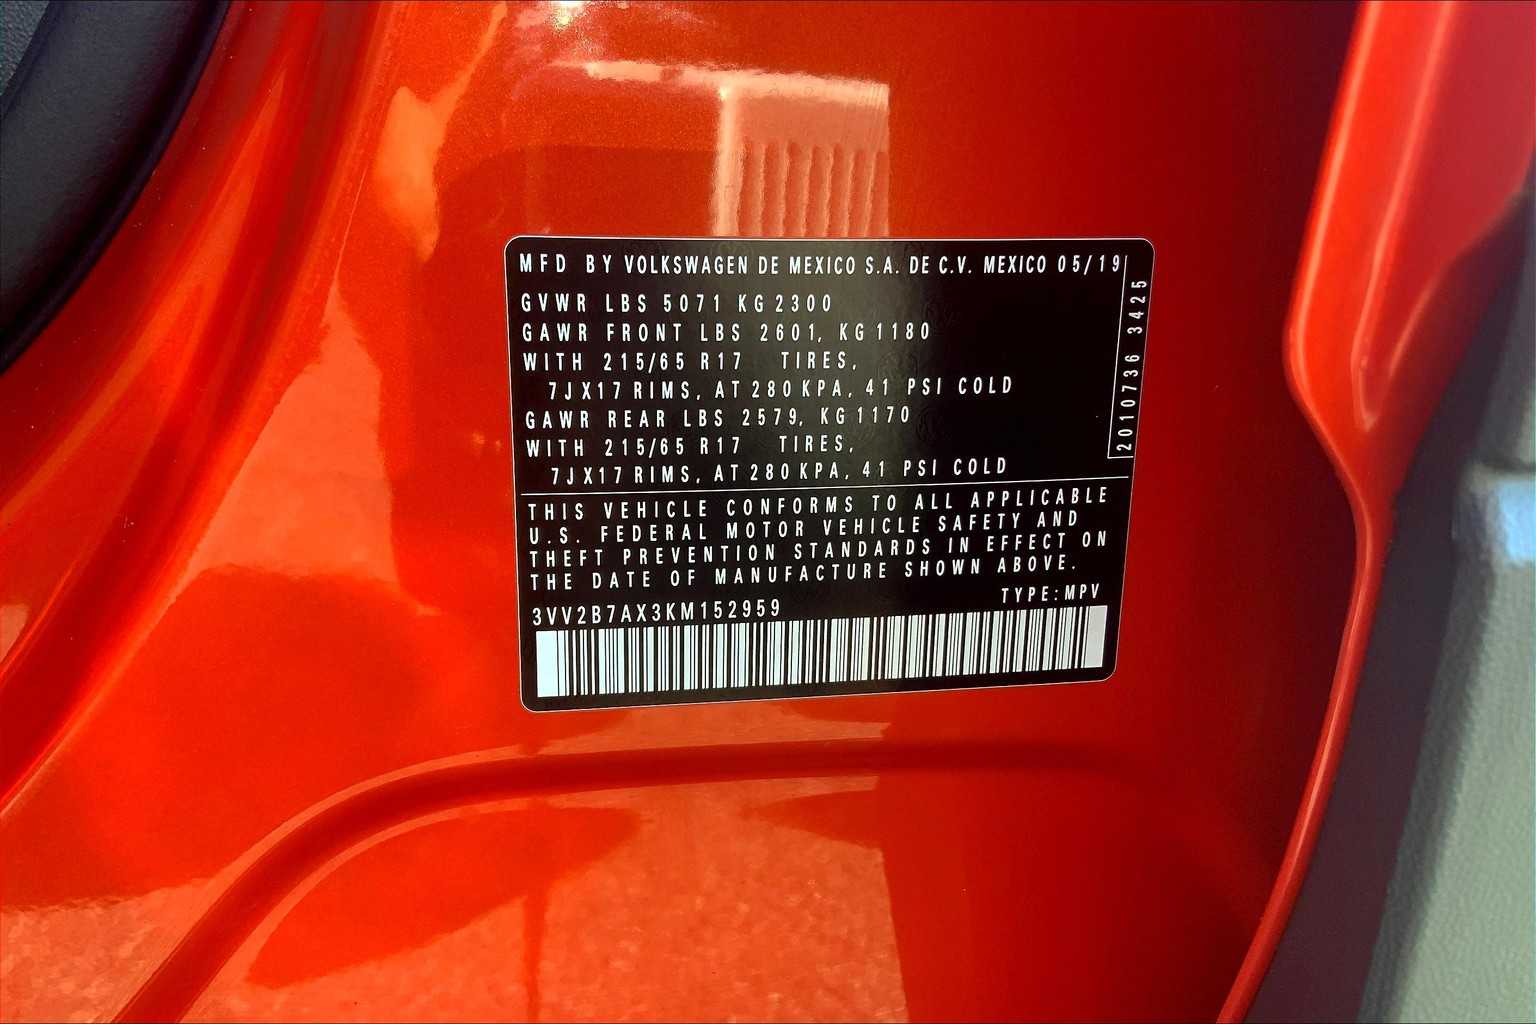 MFD BY VOLKSWAGEN DE MEXICO S.A. DE C.V. MEXICO 05/19
GVWR LBS 5071 KG 2300
GAWR FRONT LBS 2601, KG 1180
WITH 215/65 R17 TIRES,
7JX17 RIMS, AT 280 KPA, 41 PSI COLD
GAWR REAR LBS 2579, KG 1170
WITH 215/65 R17 TIRES,
7JX17 RIMS, AT 280 KPA, 41 PSI COLD
2010736 3425
THIS VEHICLE CONFORMS TO ALL APPLICABLE
U.S. FEDERAL MOTOR VEHICLE SAFETY AND
THEFT PREVENTION STANDARDS IN EFFECT ON
THE DATE OF MANUFACTURE SHOWN ABOVE.
TYPE:MPV
3VV2B7AX3KM152959